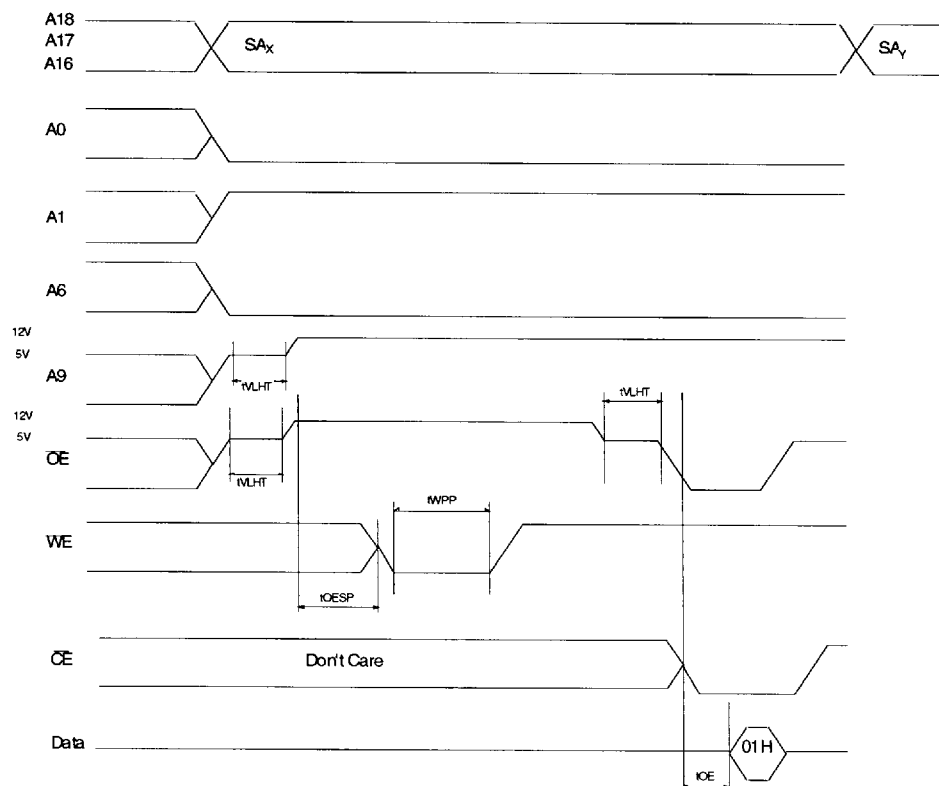 A18
A17
A16
SAX
SAY
A0
A1
A6
12V
5V
A9
tVLHT
tVLHT
12V
5V
OE
tVLHT
tWPP
WE
tOESP
CE
Don't Care
Data
01H
tOE